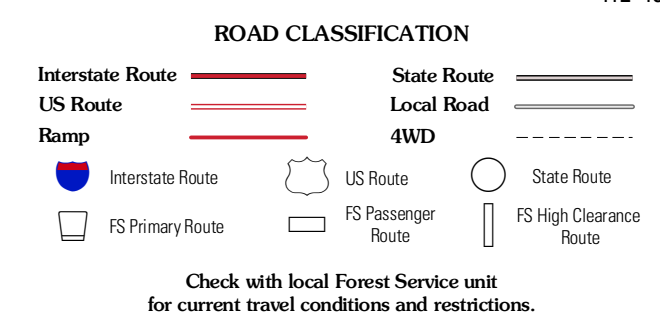 ROAD CLASSIFICATION
Interstate Route
State Route
US Route
Local Road
Ramp
4WD
Interstate Route
US Route
State Route
FS Primary Route
FS Passenger
Route
FS High Clearance
Route
Check with local Forest Service unit
for current travel conditions and restrictions.